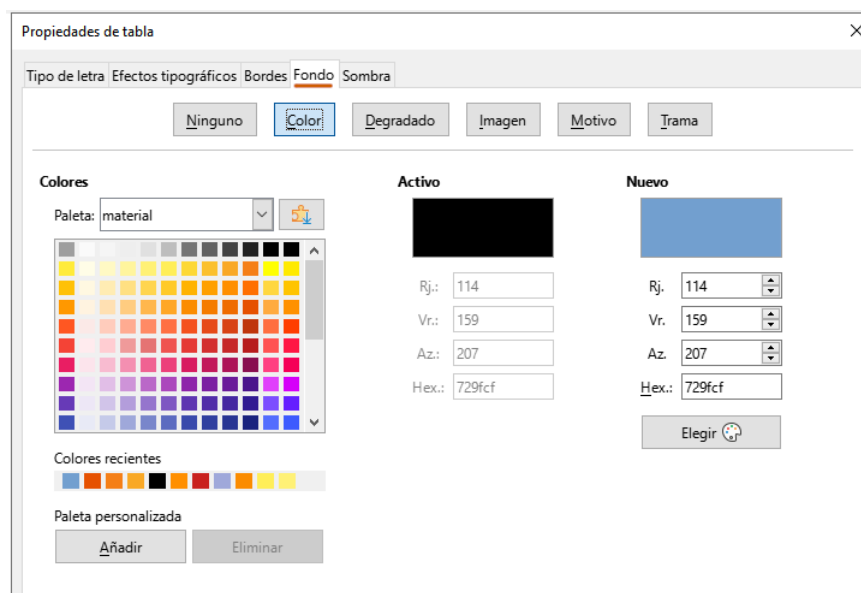 Propiedades de tabla
Tipo de letra Efectos tipográficos Bordes Fondo Sombra
Ninguno Color Degradado Imagen Motivo Trama
Colores Activo Nuevo
Paleta: material
Rj.: 114 Rj. 114
Vr.: 159 Vr. 159
Az.: 207 Az. 207
Hex.: 729fcf Hex.: 729fcf
Elegir
Colores recientes
Paleta personalizada
Añadir Eliminar